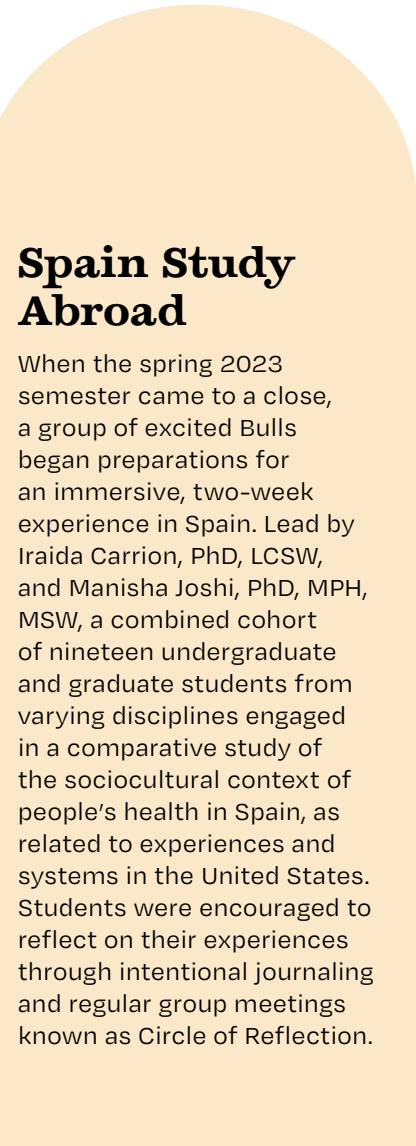 Spain Study
Abroad
When the spring 2023
semester came to a close,
a group of excited Bulls
began preparations for
an immersive, two-week
experience in Spain. Lead by
Iraida Carrion, PhD, LCSW,
and Manisha Joshi, PhD, MPH,
MSW, a combined cohort
of nineteen undergraduate
and graduate students from
varying disciplines engaged
in a comparative study of
the sociocultural context of
people’s health in Spain, as
related to experiences and
systems in the United States.
Students were encouraged to
reflect on their experiences
through intentional journaling
and regular group meetings
known as Circle of Reflection.